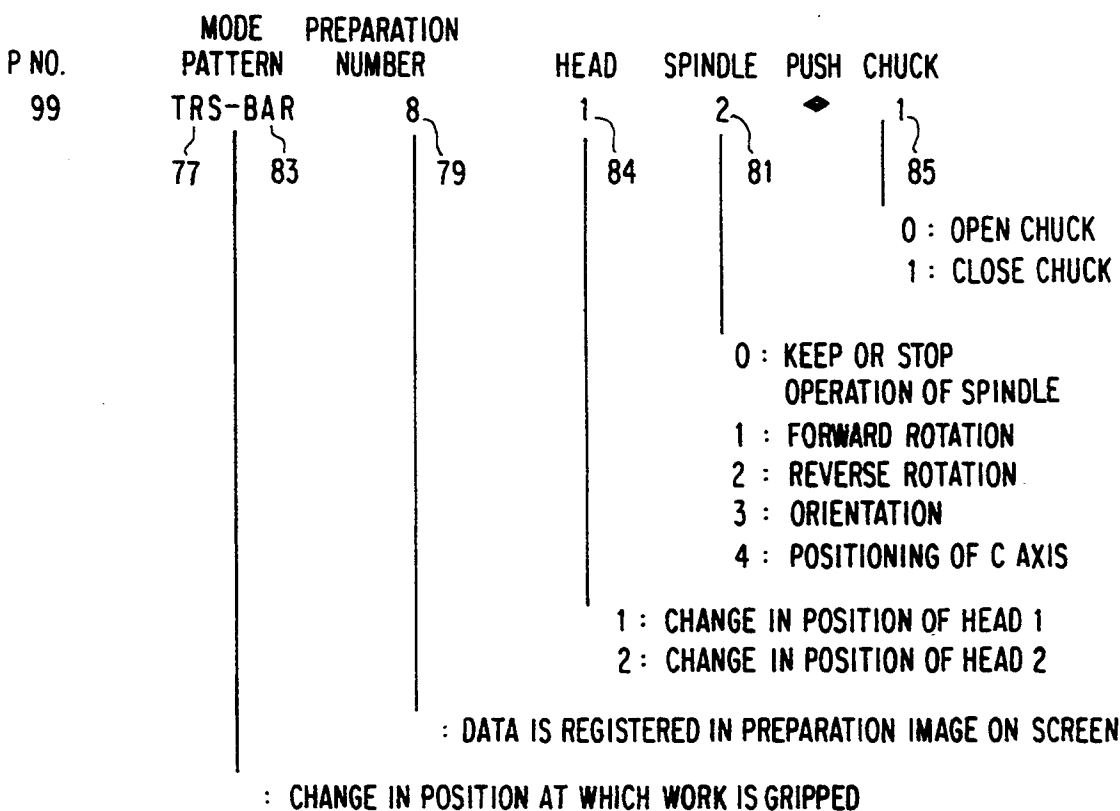 MODE PREPARATION
P NO. PATTERN NUMBER HEAD SPINDLE PUSH CHUCK
99 TRS-BAR 8 1 2 ◆ 1
77 83 79 84 81 85
0 : OPEN CHUCK
1 : CLOSE CHUCK
0 : KEEP OR STOP
OPERATION OF SPINDLE
1 : FORWARD ROTATION
2 : REVERSE ROTATION
3 : ORIENTATION
4 : POSITIONING OF C AXIS
1 : CHANGE IN POSITION OF HEAD 1
2 : CHANGE IN POSITION OF HEAD 2
: DATA IS REGISTERED IN PREPARATION IMAGE ON SCREEN
: CHANGE IN POSITION AT WHICH WORK IS GRIPPED